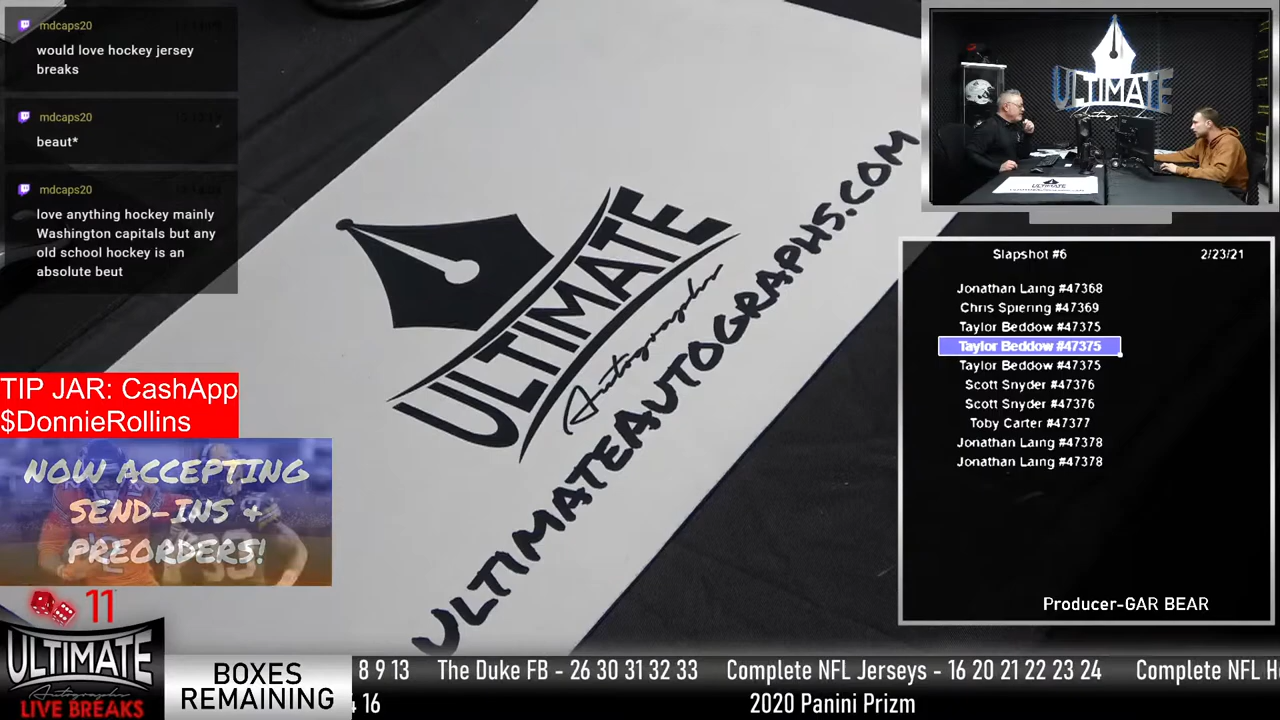 mdcaps20
would love hockey jersey
breaks
mdcaps20
beaut*
mdcaps20
love anything hockey mainly
Washington capitals but any
old school hockey is an
absolute beut
TIP JAR: CashApp
$DonnieRollins
NOW ACCEPTING
SEND-INS +
PREORDERS!
11
ULTIMATE
Autographs
LIVE BREAKS
BOXES
REMAINING
ULTIMATE
Autographs
ULTIMATEAUTOGRAPHS.COM
ULTIMATE
Autographs
Slapshot #6 2/23/21
Jonathan Laing #47368
Chris Spiering #47369
Taylor Beddow #47375
Taylor Beddow #47375
Taylor Beddow #47375
Scott Snyder #47376
Scott Snyder #47376
Toby Carter #47377
Jonathan Laing #47378
Jonathan Laing #47378
Producer-GAR BEAR
8 9 13 The Duke FB - 26 30 31 32 33 Complete NFL Jerseys - 16 20 21 22 23 24 Complete NFL H
16 2020 Panini Prizm